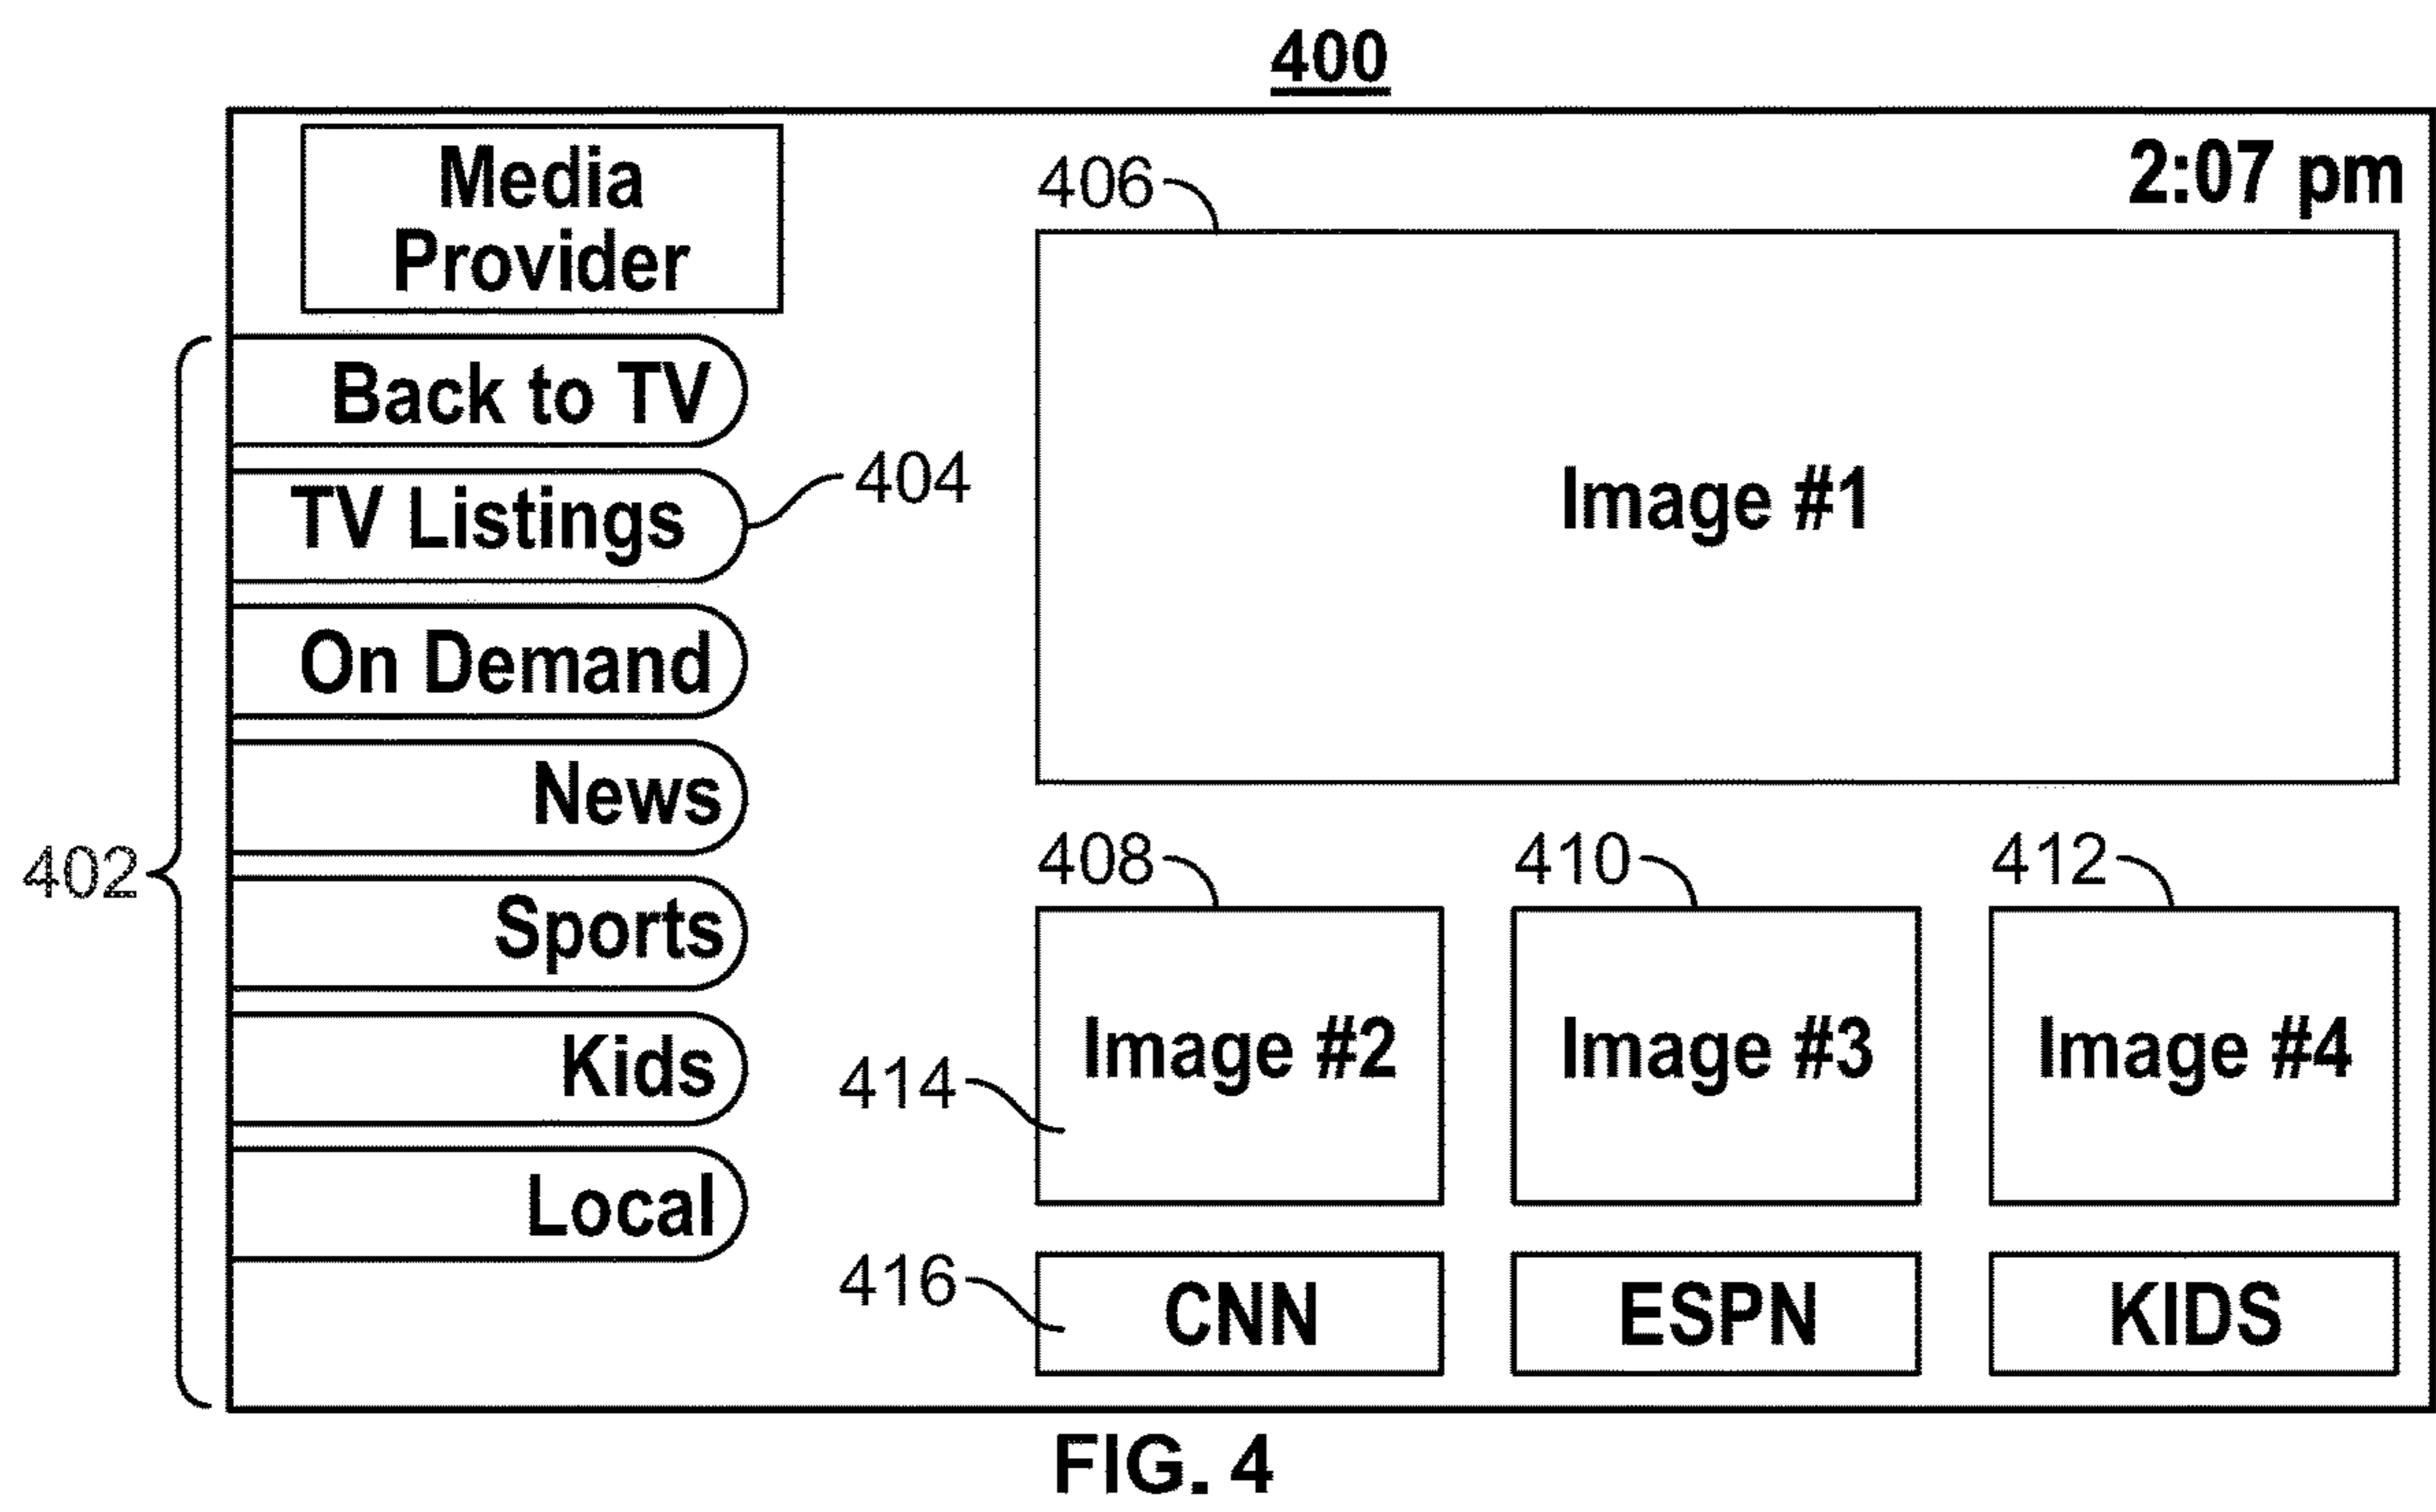 400
Media
Provider
2:07 pm
406
Back to TV
TV Listings
404
On Demand
News
Sports
Kids
Local
402
Image #1
408
410
412
Image #2
Image #3
Image #4
414
416
CNN
ESPN
KIDS
FIG. 4